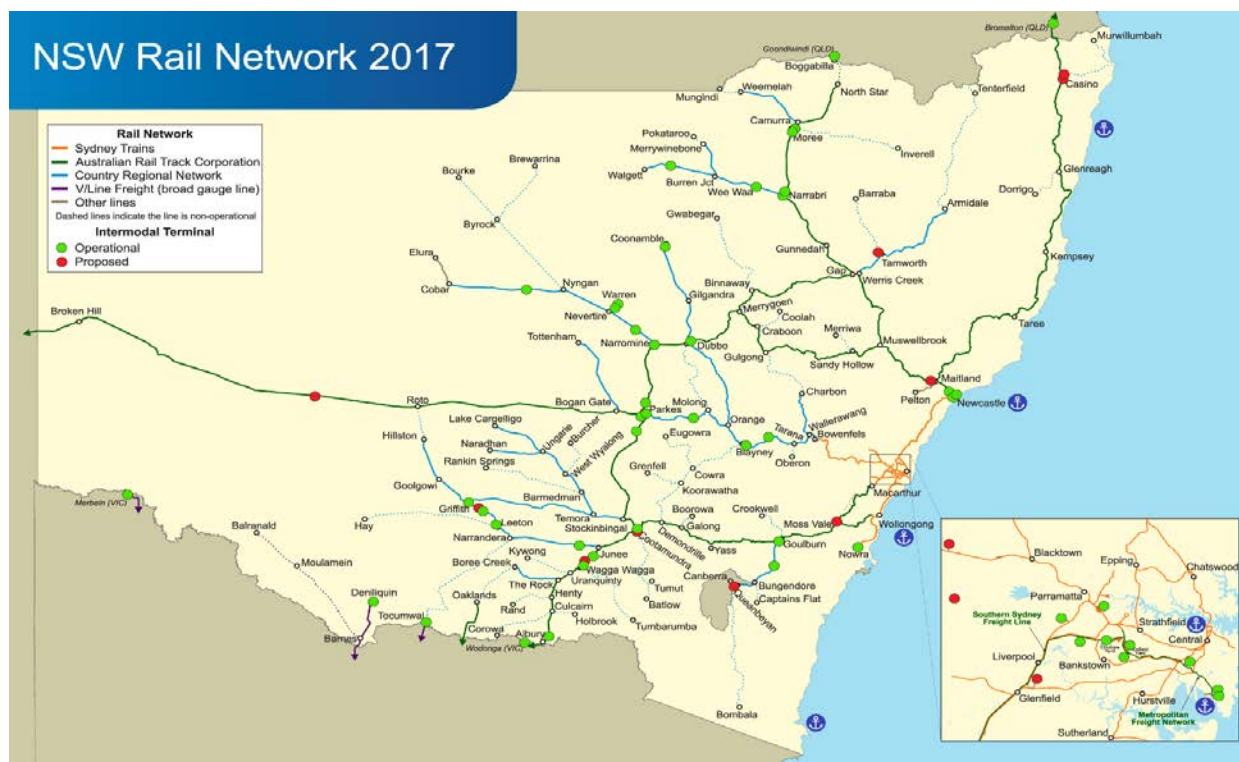 NSW Rail Network 2017
Rail Network
Sydney Trains
Australian Rail Track Corporation
Country Regional Network
V/Line Freight (broad gauge line)
Other lines
Dashed lines indicate the line is non-operational
Intermodal Terminal
Operational
Proposed
Bromelton (QLD)
Murwillumbah
Goondiwindi (QLD)
Boggabilla
Casino
Mungindi
Weemelah
North Star
Tenterfield
Camurra
Moree
Pokataroo
Merrywinebone
Inverell
Brewarrina
Bourke
Walgett
Burren Jct
Wee Waa
Narrabri
Glenreagh
Dorrigo
Barraba
Armidale
Gwabegar
Byrock
Coonamble
Gunnedah
Tamworth
Kempsey
Elura
Cobar
Nyngan
Binnaway
Gap
Werris Creek
Warren
Gilgandra
Nevertire
Merrygoen
Coolah
Broken Hill
Taree
Merriwa
Craboon
Tottenham
Narromine
Dubbo
Muswellbrook
Gulgong
Sandy Hollow
Maitland
Charbon
Pelton
Newcastle
Roto
Bogan Gate
Parkes
Molong
Orange
Wallerawang
Lake Cargelligo
Hillston
Ungarie
Burcher
Eugowra
Tarana
Bowenfels
Naradhan
West Wyalong
Blayney
Oberon
Rankin Springs
Grenfell
Cowra
Goolgowi
Koorawatha
Macarthur
Barmedman
Boorowa
Crookwell
Merbein (VIC)
Griffith
Temora
Stockinbingal
Galong
Moss Vale
Wollongong
Hay
Leeton
Demondrille
Balranald
Narrandera
Cootamundra
Yass
Goulburn
Nowra
Kywong
Junee
Moulamein
Boree Creek
Wagga Wagga
Uranquinty
Canberra
Bungendore
The Rock
Tumut
Queanbeyan
Captains Flat
Deniliquin
Oaklands
Henty
Batlow
Rand
Culcairn
Tocumwal
Holbrook
Tumbarumba
Barnes
Corowa
Albury
Wodonga (VIC)
Bombala
Blacktown
Epping
Chatswood
Parramatta
Southern Sydney
Freight Line
Strathfield
Central
Liverpool
Bankstown
Glenfield
Hurstville
Metropolitan
Freight Network
Sutherland